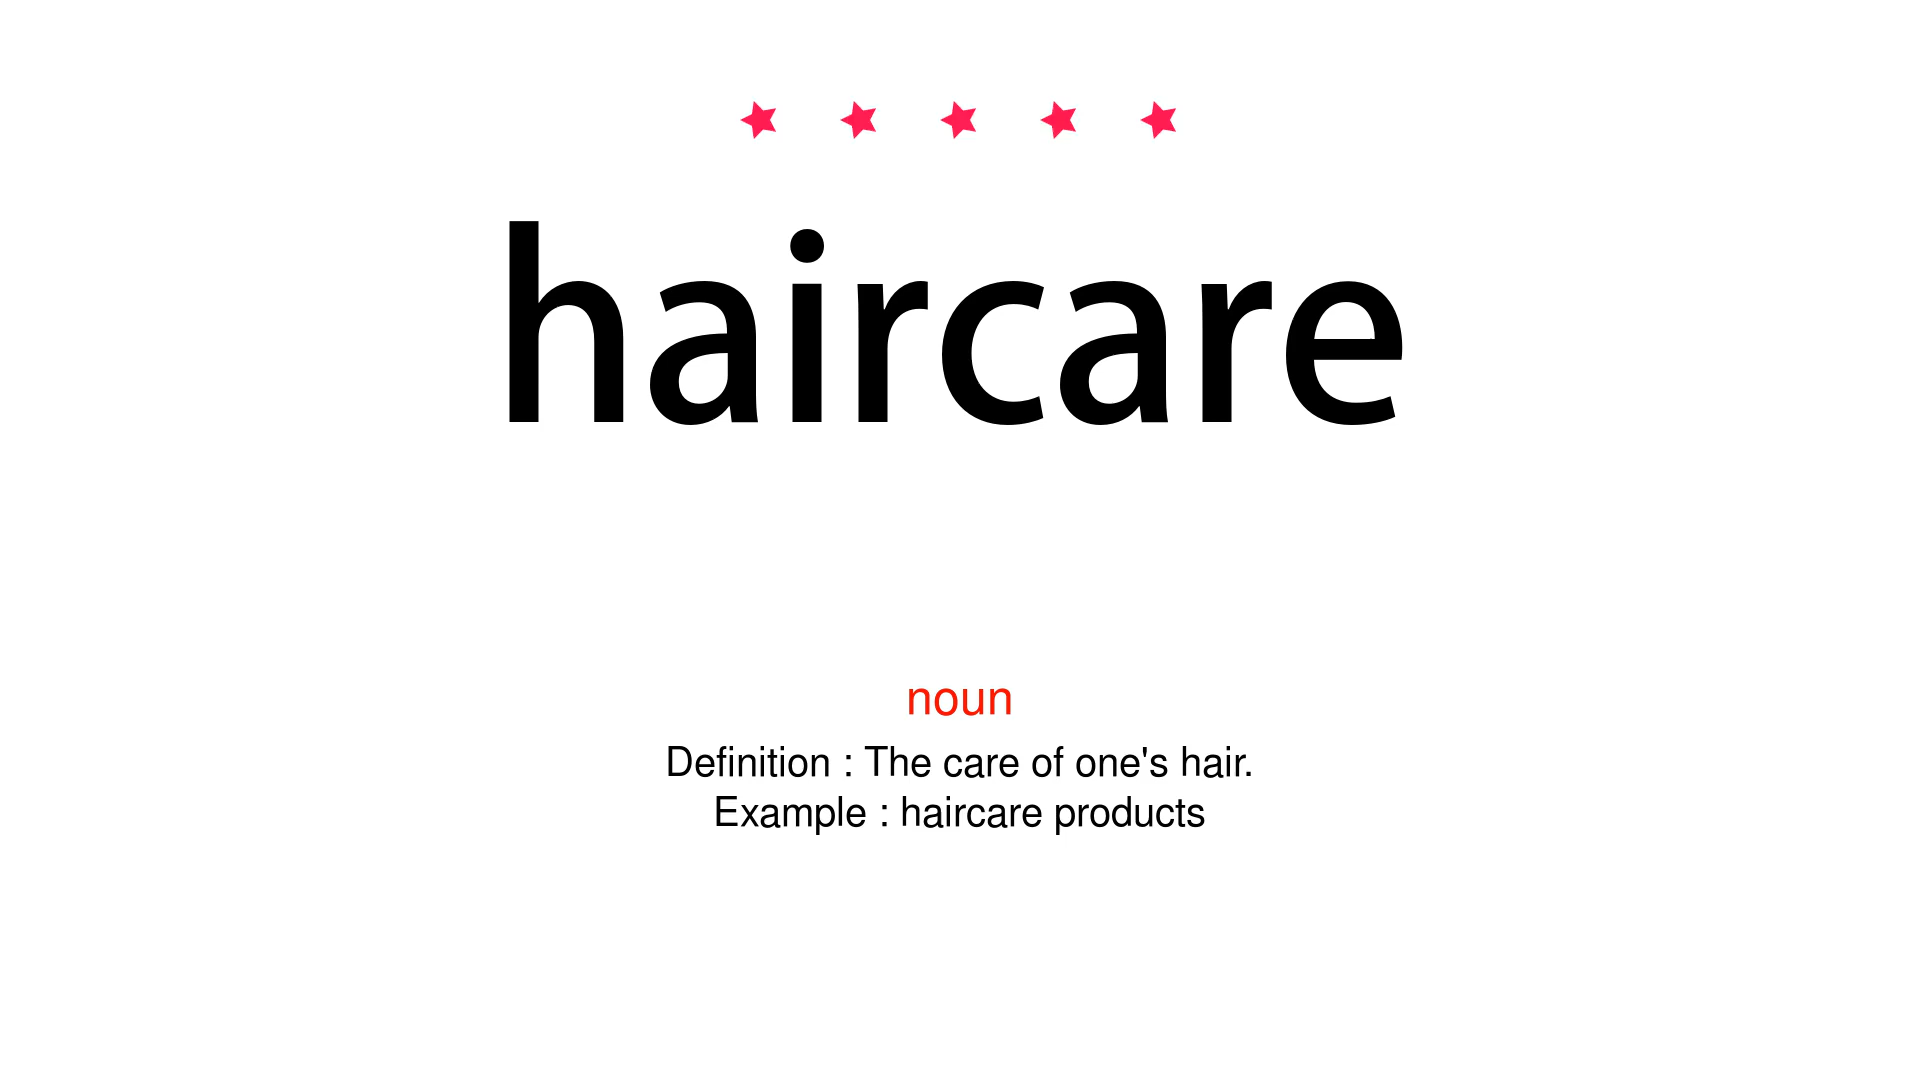 haircare
noun
Definition : The care of one's hair.
Example : haircare products